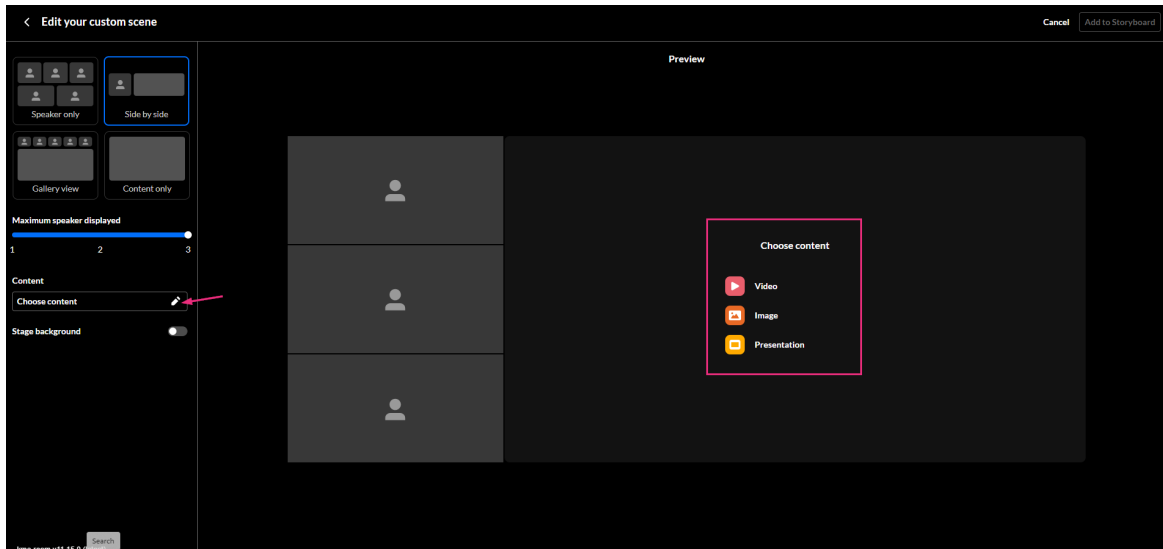 Edit your custom scene
Cancel
Add to Storyboard
Preview
Speaker only
Side by side
Gallery view
Content only
Maximum speaker displayed
1 2 3
Content
Choose content
Stage background
Choose content
Video
Image
Presentation
Search